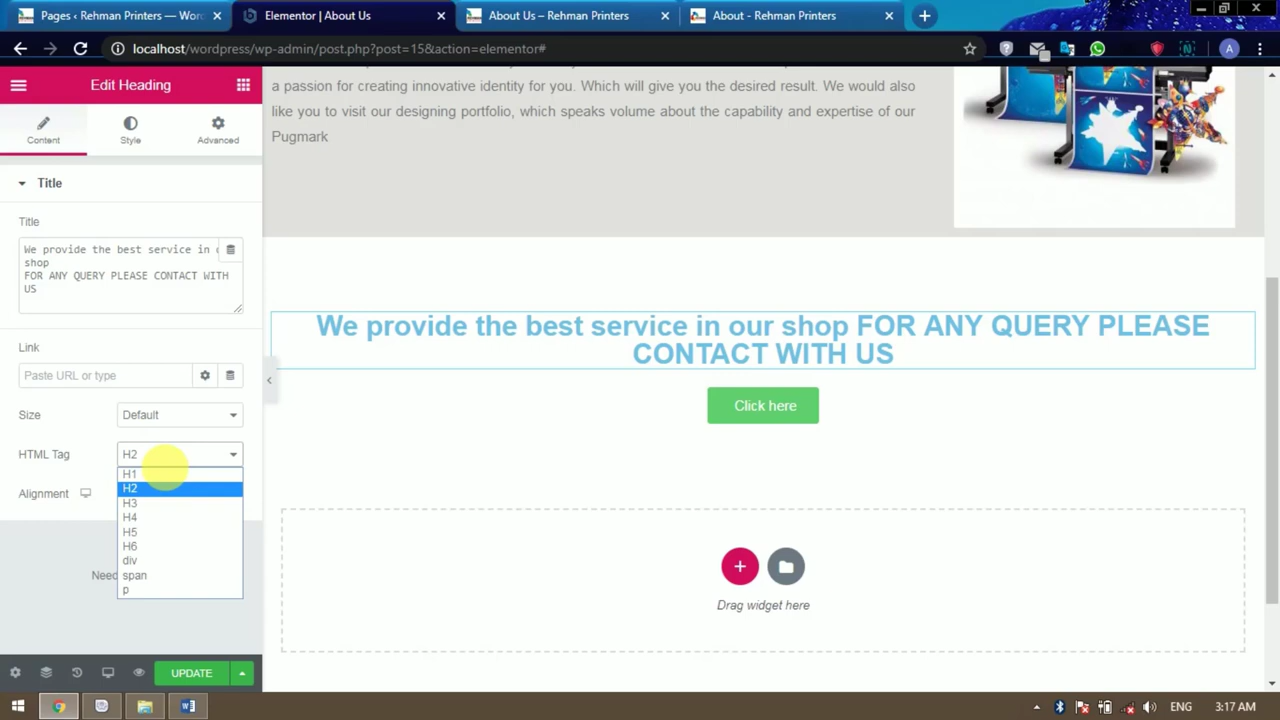 Pages ‹ Rehman Printers — Word
Elementor | About Us
About Us – Rehman Printers
About - Rehman Printers
localhost/wordpress/wp-admin/post.php?post=15&action=elementor#
A
Edit Heading
Content
Style
Advanced
a passion for creating innovative identity for you. Which will give you the desired result. We would also
like you to visit our designing portfolio, which speaks volume about the capability and expertise of our
Pugmark
Title
Title
We provide the best service in
shop
FOR ANY QUERY PLEASE CONTACT WITH
US
We provide the best service in our shop FOR ANY QUERY PLEASE
CONTACT WITH US
Link
Paste URL or type
Click here
Size
Default
HTML Tag
H2
H1
H2
Alignment
H3
H4
H5
H6
div
Need
span
p
Drag widget here
UPDATE
ENG
3:17 AM